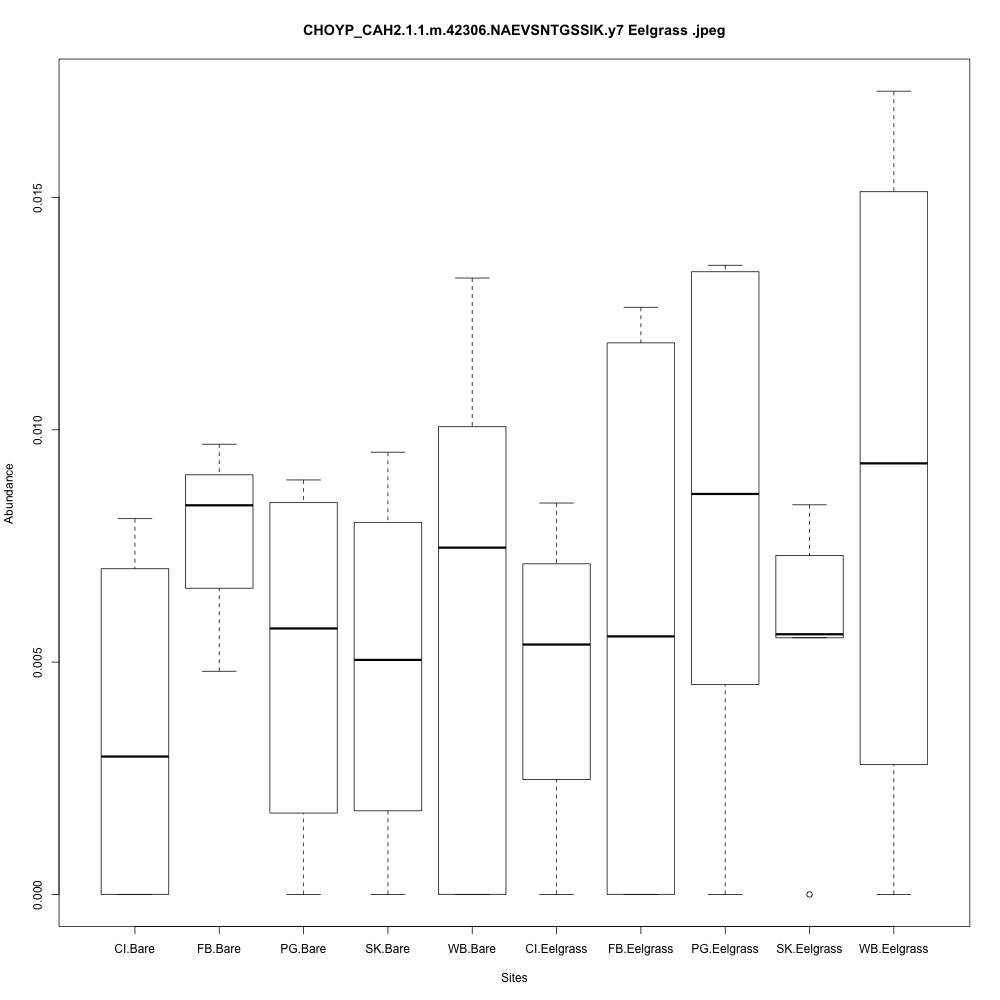 CHOYP_CAH2.1.1.m.42306.NAEVSNTGSSIK.y7 Eelgrass .jpeg
0.015
0.010
0.005
0.000
Abundance
CI.Bare FB.Bare PG.Bare SK.Bare WB.Bare CI.Eelgrass FB.Eelgrass PG.Eelgrass SK.Eelgrass WB.Eelgrass
Sites